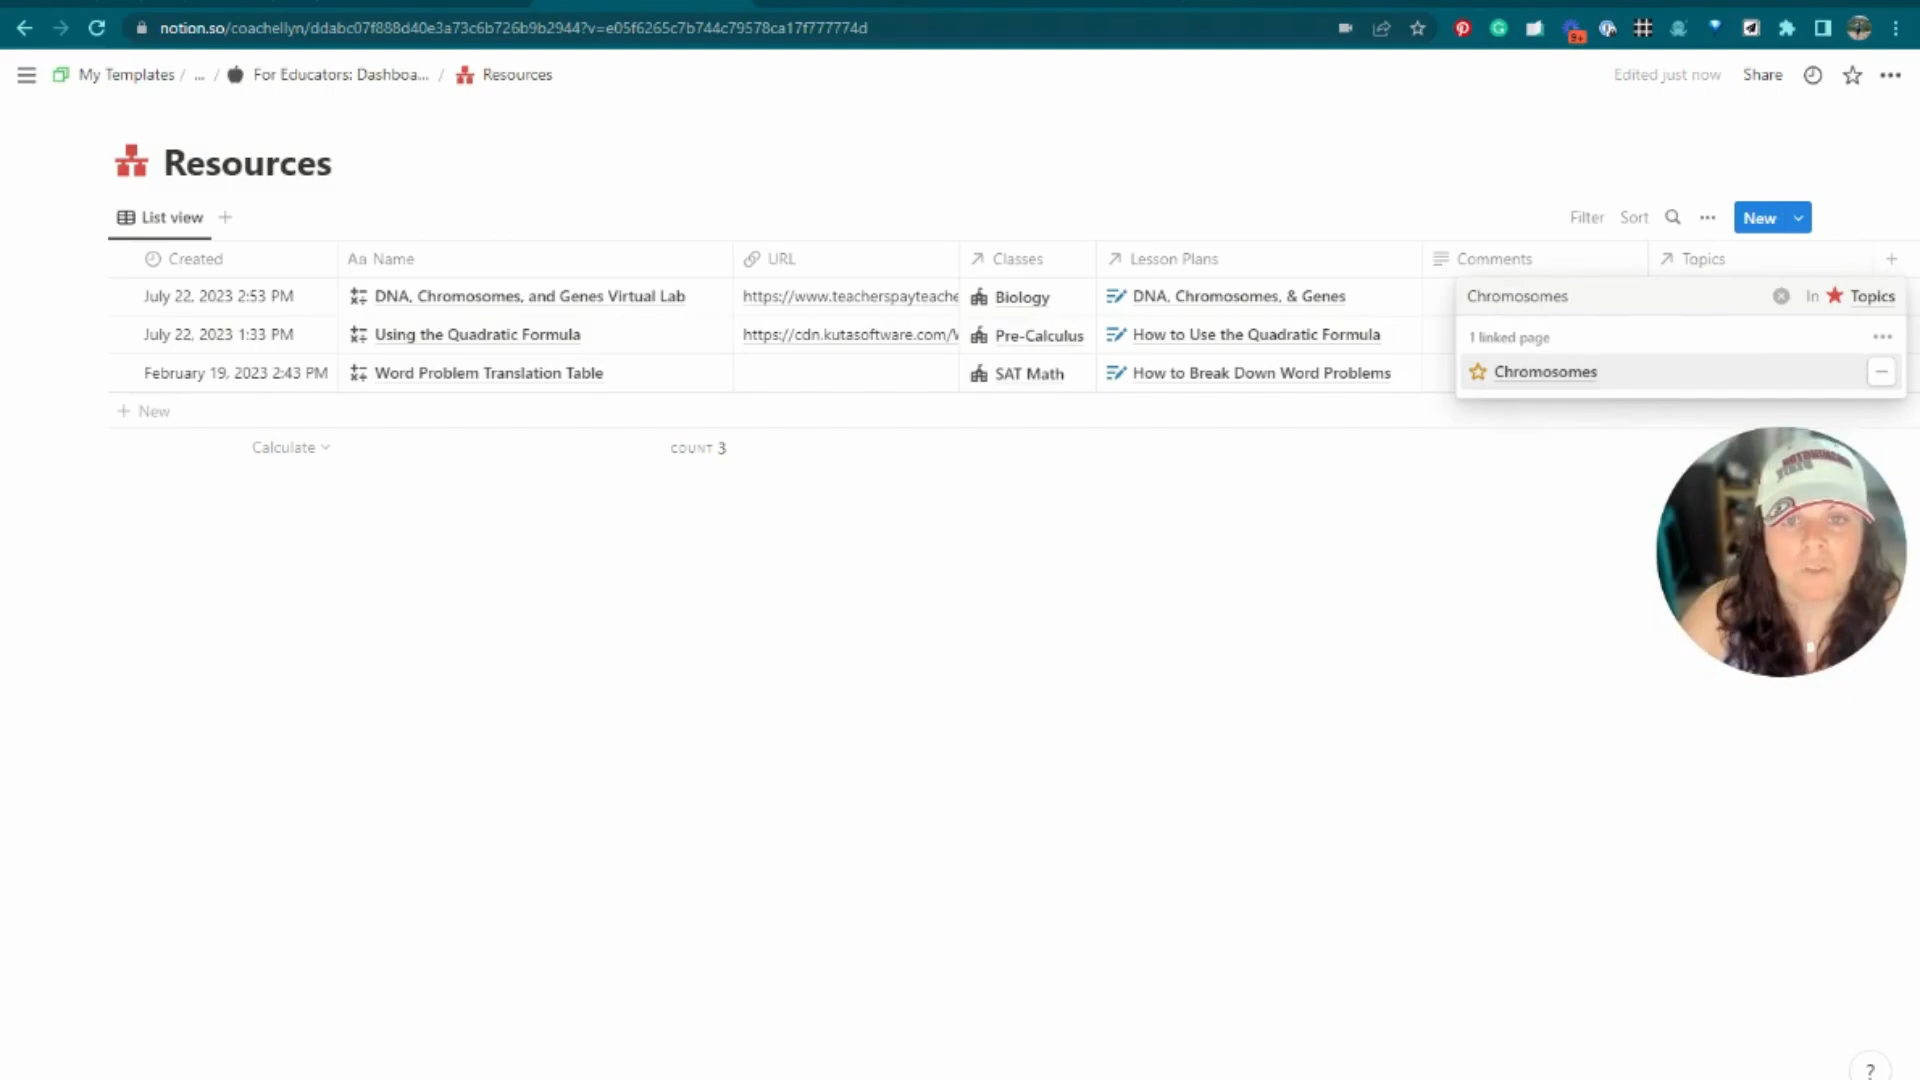 notion.so/coachellyn/ddabc07f888d40e3a73c6b726b9b2944?v=e05f6265c7b744c79578ca17f777774d
9+
My Templates / ... / For Educators: Dashboa... / Resources
Edited just now Share
Resources
List view
Filter Sort New
Created Aa Name URL Classes Lesson Plans Comments Topics
July 22, 2023 2:53 PM DNA, Chromosomes, and Genes Virtual Lab https://www.teacherspayteache Biology DNA, Chromosomes, & Genes Chromosomes In Topics
July 22, 2023 1:33 PM Using the Quadratic Formula https://cdn.kutasoftware.com/ Pre-Calculus How to Use the Quadratic Formula 1 linked page
February 19, 2023 2:43 PM Word Problem Translation Table SAT Math How to Break Down Word Problems Chromosomes
+ New
Calculate COUNT 3
?